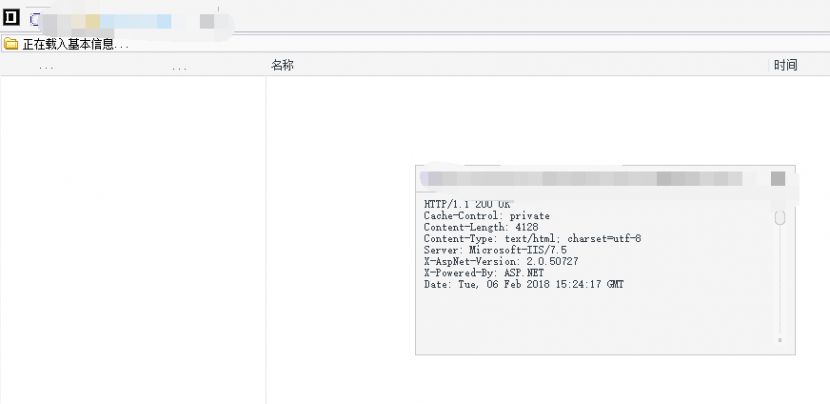 正在载入基本信息...
... ... 名称 时间
HTTP/1.1 200 OK
Cache-Control: private
Content-Length: 4128
Content-Type: text/html; charset=utf-8
Server: Microsoft-IIS/7.5
X-AspNet-Version: 2.0.50727
X-Powered-By: ASP.NET
Date: Tue, 06 Feb 2018 15:24:17 GMT